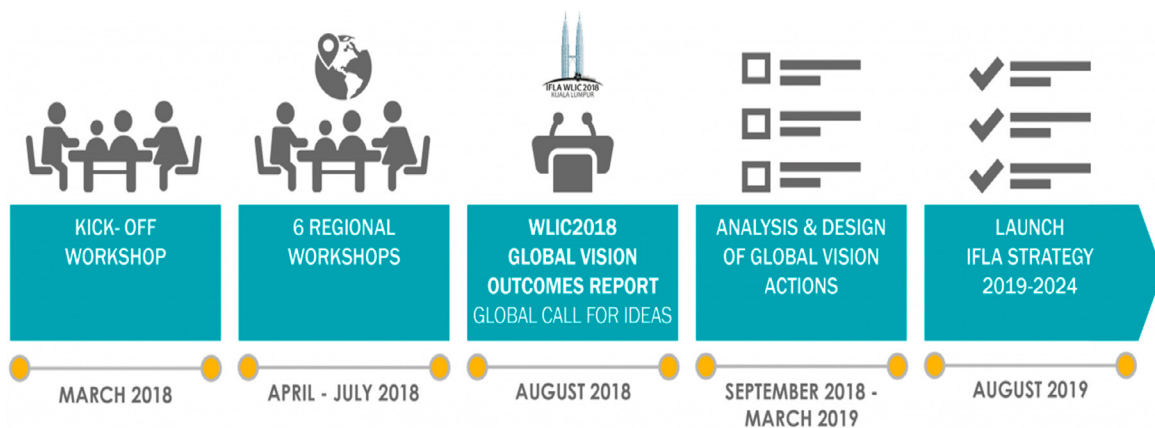 IFLA WLIC 2018
KUALA LUMPUR
KICK- OFF
WORKSHOP
6 REGIONAL
WORKSHOPS
WLIC2018
GLOBAL VISION
OUTCOMES REPORT
GLOBAL CALL FOR IDEAS
ANALYSIS & DESIGN
OF GLOBAL VISION
ACTIONS
LAUNCH
IFLA STRATEGY
2019-2024
MARCH 2018
APRIL - JULY 2018
AUGUST 2018
SEPTEMBER 2018 -
MARCH 2019
AUGUST 2019